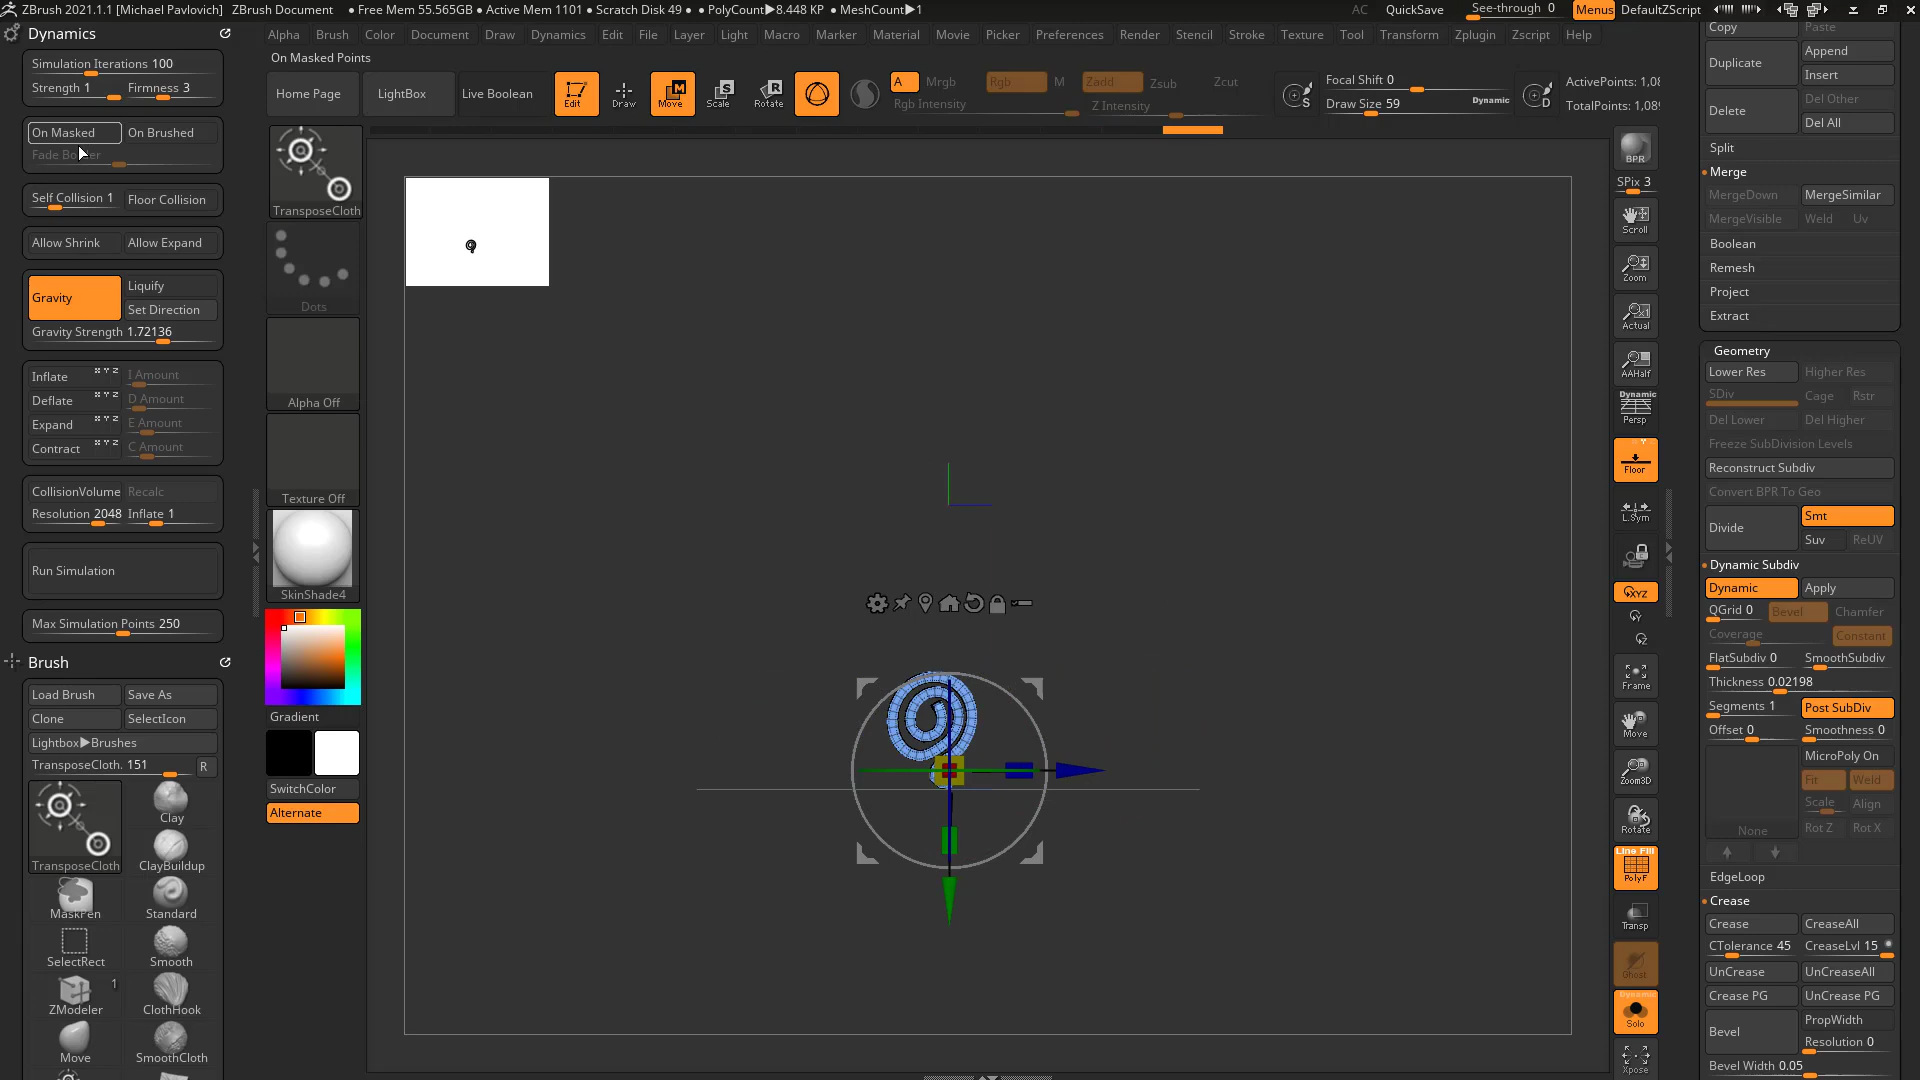 ZBrush 2021.1.1 [Michael Pavlovich] ZBrush Document • Free Mem 55.565GB • Active Mem 1101 • Scratch Disk 49 • PolyCount▶8.448 KP • MeshCount▶1 AC QuickSave See-through 0 Menus DefaultZScript
Dynamics
Alpha Brush Color Document Draw Dynamics Edit File Layer Light Macro Marker Material Movie Picker Preferences Render Stencil Stroke Texture Tool Transform Zplugin Zscript Help
On Masked Points
Simulation Iterations 100
Strength 1 Firmness 3
On Masked On Brushed
Self Collision 1 Floor Collision
Allow Shrink Allow Expand
Gravity Liquify
Set Direction
Gravity Strength 1.72136
Inflate x y z I Amount
Deflate x y z D Amount
Expand x y z E Amount
Contract x y z C Amount
CollisionVolume Recalc
Resolution 2048 Inflate 1
Run Simulation
Max Simulation Points 250
Brush
Load Brush Save As
Clone SelectIcon
Lightbox▶Brushes
TransposeCloth. 151 R
TransposeCloth Clay
ClayBuildup
MaskPen Standard
SelectRect Smooth
1
ZModeler ClothHook
Move SmoothCloth
Home Page LightBox Live Boolean Edit Draw Move Scale Rotate
A Mrgb Rgb M Zadd Zsub Zcut
Rgb Intensity Z Intensity
S Focal Shift 0
Draw Size 59 Dynamic D
ActivePoints: 1,08
TotalPoints: 1,089
TransposeCloth
Dots
Alpha Off
Texture Off
SkinShade4
Gradient
SwitchColor
Alternate
BPR
SPix 3
Scroll
Zoom
Actual
AAHalf
Dynamic
Persp
Floor
L.Sym
XYZ
Y
Z
Frame
Move
Zoom3D
Rotate
Line Fill
PolyF
Transp
Ghost
Dynamic
Solo
Xpose
Copy Paste
Duplicate Append
Insert
Delete Del Other
Del All
Split
Merge
MergeDown MergeSimilar
MergeVisible Weld Uv
Boolean
Remesh
Project
Extract
Geometry
Lower Res Higher Res
SDiv Cage Rstr
Del Lower Del Higher
Freeze SubDivision Levels
Reconstruct Subdiv
Convert BPR To Geo
Divide Smt
Suv ReUV
Dynamic Subdiv
Dynamic Apply
QGrid 0 Bevel Chamfer
Coverage Constant
FlatSubdiv 0 SmoothSubdiv
Thickness 0.02198
Segments 1 Post SubDiv
Offset 0 Smoothness 0
MicroPoly On
Fit Weld
Scale Align
None Rot Z Rot X
EdgeLoop
Crease
Crease CreaseAll
CTolerance 45 CreaseLvl 15
UnCrease UnCreaseAll
Crease PG UnCrease PG
Bevel PropWidth
Resolution 0
Bevel Width 0.05